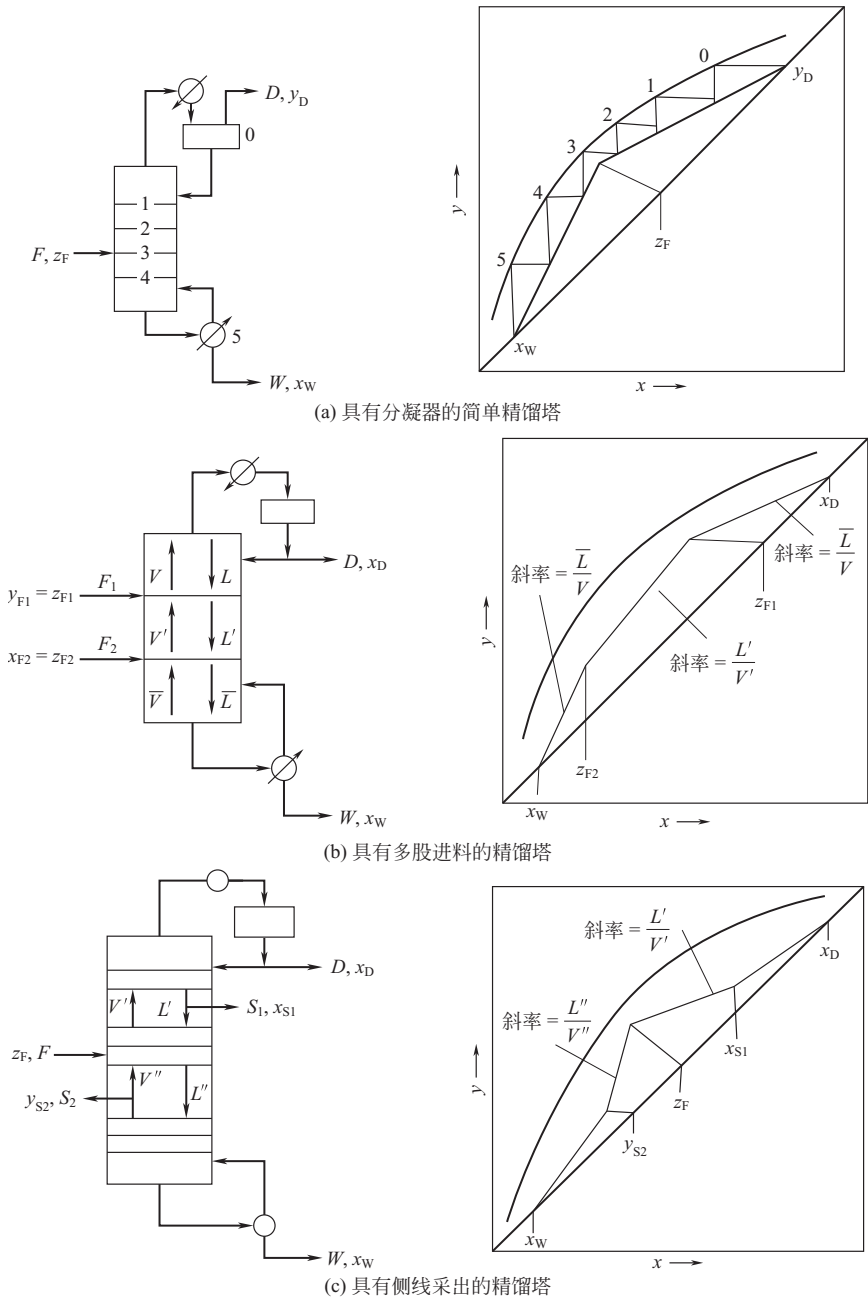 D, y_D
0
1
2
3
4
F, z_F
5
W, x_W
0
1
2
3
4
5
y_D
z_F
x_W
y →
x →
(a) 具有分凝器的简单精馏塔
D, x_D
V
L
y_F1 = z_F1
F_1
V′
L′
x_F2 = z_F2
F_2
V̅
L̅
W, x_W
x_D
斜率 = L̅/V
z_F1
斜率 = L̅/V
斜率 = L′/V′
z_F2
x_W
y →
x →
(b) 具有多股进料的精馏塔
D, x_D
V′
L′
S_1, x_S1
z_F, F
V″
L″
y_S2, S_2
W, x_W
斜率 = L′/V′
x_D
斜率 = L″/V″
x_S1
z_F
y_S2
x_W
y →
x →
(c) 具有侧线采出的精馏塔